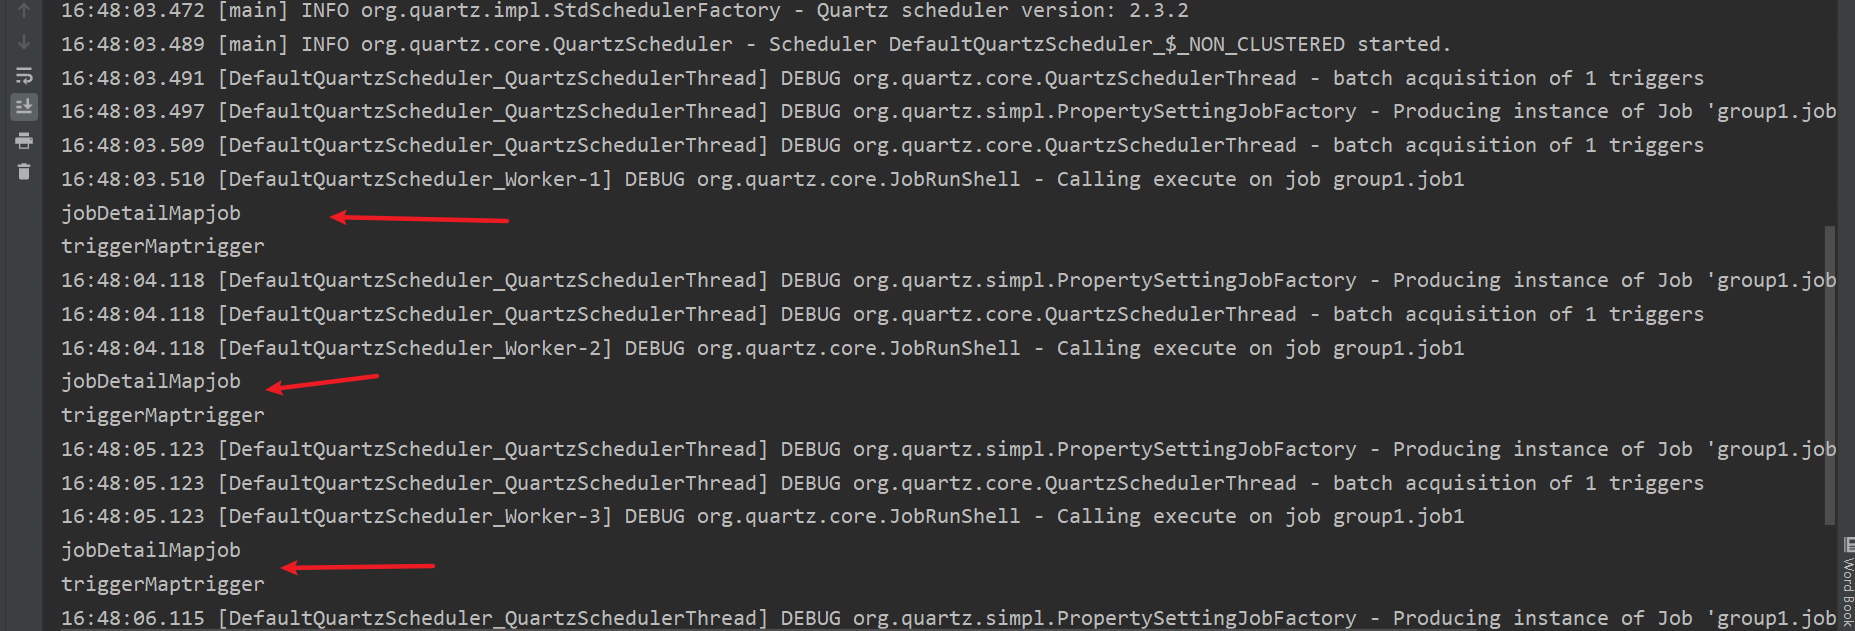 16:48:03.472 [main] INFO org.quartz.impl.StdSchedulerFactory - Quartz scheduler version: 2.3.2
16:48:03.489 [main] INFO org.quartz.core.QuartzScheduler - Scheduler DefaultQuartzScheduler_$_NON_CLUSTERED started.
16:48:03.491 [DefaultQuartzScheduler_QuartzSchedulerThread] DEBUG org.quartz.core.QuartzSchedulerThread - batch acquisition of 1 triggers
16:48:03.497 [DefaultQuartzScheduler_QuartzSchedulerThread] DEBUG org.quartz.simpl.PropertySettingJobFactory - Producing instance of Job 'group1.job
16:48:03.509 [DefaultQuartzScheduler_QuartzSchedulerThread] DEBUG org.quartz.core.QuartzSchedulerThread - batch acquisition of 1 triggers
16:48:03.510 [DefaultQuartzScheduler_Worker-1] DEBUG org.quartz.core.JobRunShell - Calling execute on job group1.job1
jobDetailMapjob
triggerMaptrigger
16:48:04.118 [DefaultQuartzScheduler_QuartzSchedulerThread] DEBUG org.quartz.simpl.PropertySettingJobFactory - Producing instance of Job 'group1.job
16:48:04.118 [DefaultQuartzScheduler_QuartzSchedulerThread] DEBUG org.quartz.core.QuartzSchedulerThread - batch acquisition of 1 triggers
16:48:04.118 [DefaultQuartzScheduler_Worker-2] DEBUG org.quartz.core.JobRunShell - Calling execute on job group1.job1
jobDetailMapjob
triggerMaptrigger
16:48:05.123 [DefaultQuartzScheduler_QuartzSchedulerThread] DEBUG org.quartz.simpl.PropertySettingJobFactory - Producing instance of Job 'group1.job
16:48:05.123 [DefaultQuartzScheduler_QuartzSchedulerThread] DEBUG org.quartz.core.QuartzSchedulerThread - batch acquisition of 1 triggers
16:48:05.123 [DefaultQuartzScheduler_Worker-3] DEBUG org.quartz.core.JobRunShell - Calling execute on job group1.job1
jobDetailMapjob
triggerMaptrigger
16:48:06.115 [DefaultQuartzScheduler_QuartzSchedulerThread] DEBUG org.quartz.simpl.PropertySettingJobFactory - Producing instance of Job 'group1.job
Word Book